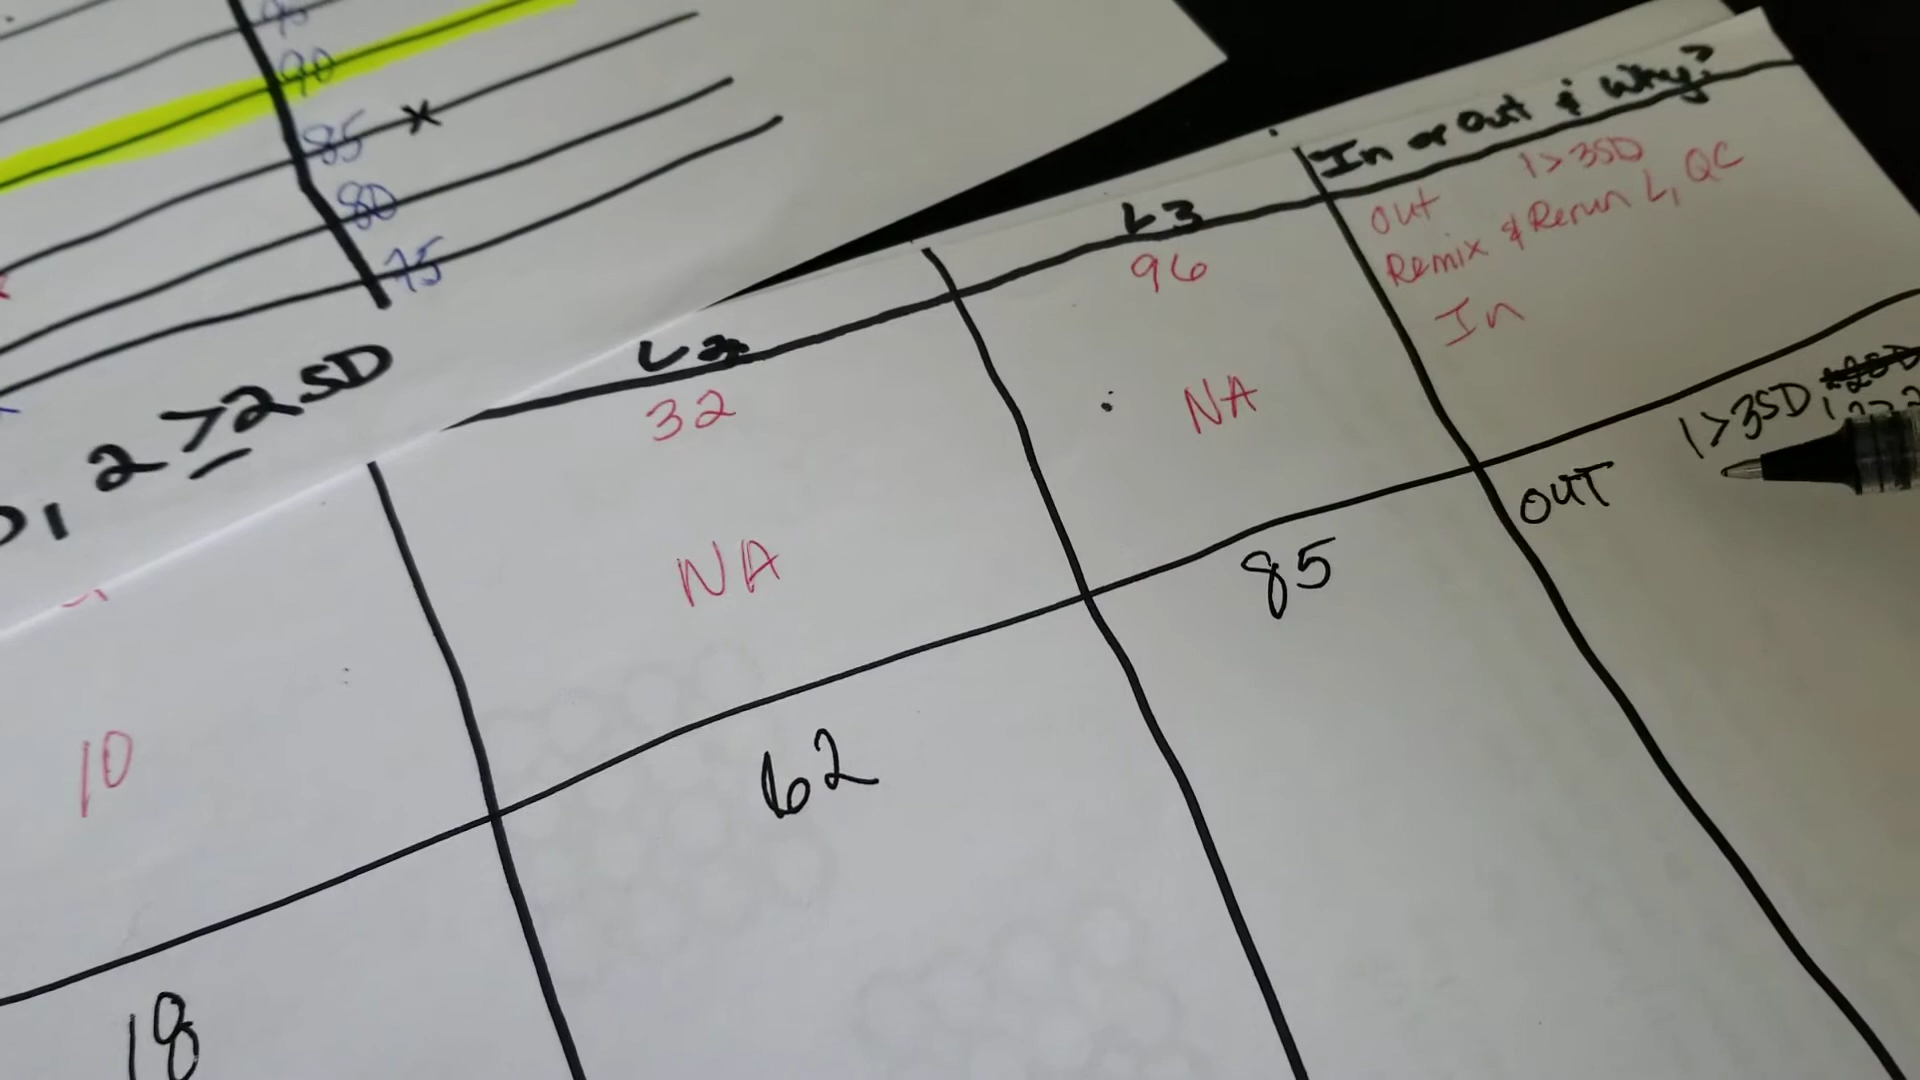 90
85 x
80
75
2 ≥ 2SD
In or Out & Why?
L2
L3
32
96
Out 1>3SD
Remix & Rerun L1 QC
In
10
NA
NA
18
62
85
OUT 1>3SD